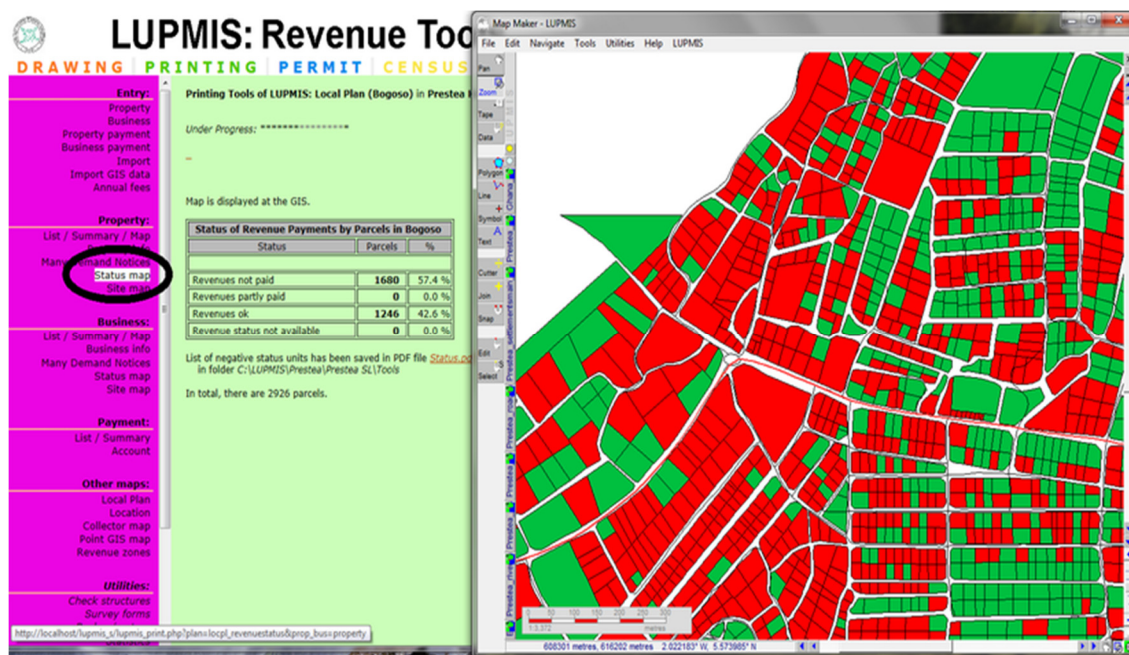 LUPMIS: Revenue Too
DRAWING PRINTING PERMIT CENSUS
Entry:
Property
Business
Property payment
Business payment
Import
Import GIS data
Annual fees
Property:
List / Summary / Map
Many Demand Notices
Status map
Site map
Business:
List / Summary / Map
Business info
Many Demand Notices
Status map
Site map
Payment:
List / Summary
Account
Other maps:
Local Plan
Location
Collector map
Point GIS map
Revenue zones
Utilities:
Check structures
Survey forms
http://localhost/lupmis_s/lupmis_print.php?plan=locpl_revenuestatus&prop_bus=property
Printing Tools of LUPMIS: Local Plan (Bogoso) in Prestea
Under Progress:
Map is displayed at the GIS.
Status of Revenue Payments by Parcels in Bogoso
Status Parcels %
Revenues not paid 1680 57.4 %
Revenues partly paid 0 0.0 %
Revenues ok 1246 42.6 %
Revenue status not available 0 0.0 %
List of negative status units has been saved in PDF file Status.po
in folder C:\LUPMIS\Prestea\Prestea SL\Tools
In total, there are 2926 parcels.
Map Maker - LUPMIS
File Edit Navigate Tools Utilities Help LUPMIS
Pan
Zoom
Tape
Data
Polygon
Line
Symbol
Text
Cutter
Join
Snap
Edit
Select
Ghana
Prestea_settlementsmain
Prestea_roa
Prestea
Prestea_rive
0 50 100 150 200 250 300
1:3,372 metres
608301 metres, 616202 metres 2.022183° W, 5.573985° N